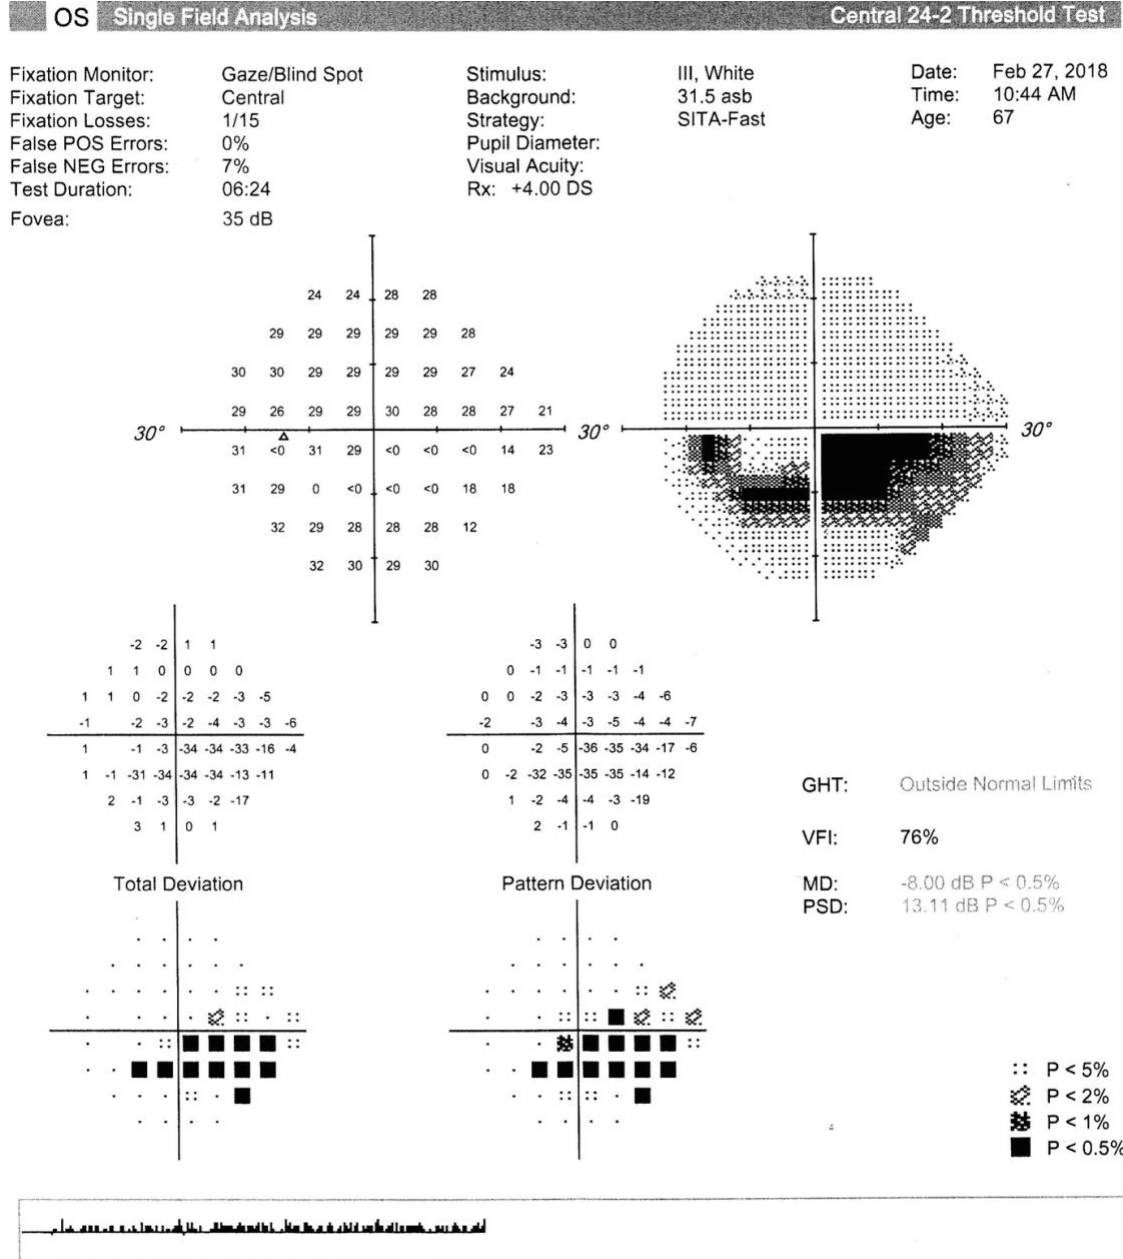 OS Single Field Analysis Central 24-2 Threshold Test
Fixation Monitor: Gaze/Blind Spot Stimulus: III, White Date: Feb 27, 2018
Fixation Target: Central Background: 31.5 asb Time: 10:44 AM
Fixation Losses: 1/15 Strategy: SITA-Fast Age: 67
False POS Errors: 0% Pupil Diameter:
False NEG Errors: 7% Visual Acuity:
Test Duration: 06:24 Rx: +4.00 DS
Fovea: 35 dB
24 24 28 28
29 29 29 29 29 28
30 30 29 29 29 29 27 24
29 26 29 29 30 28 28 27 21
30° 30° 30°
31 <0 31 29 <0 <0 <0 14 23
31 29 0 <0 <0 <0 18 18
32 29 28 28 28 12
32 30 29 30
-2 -2 1 1 -3 -3 0 0
1 1 0 0 0 0 0 -1 -1 -1 -1 -1
1 1 0 -2 -2 -2 -3 -5 0 0 -2 -3 -3 -3 -4 -6
-1 -2 -3 -2 -4 -3 -3 -6 -2 -3 -4 -3 -5 -4 -4 -7
1 -1 -3 -34 -34 -33 -16 -4 0 -2 -5 -36 -35 -34 -17 -6
1 -1 -31 -34 -34 -34 -13 -11 0 -2 -32 -35 -35 -35 -14 -12
2 -1 -3 -3 -2 -17 1 -2 -4 -4 -3 -19
3 1 0 1 2 -1 -1 0
GHT: Outside Normal Limits
VFI: 76%
Total Deviation Pattern Deviation MD: -8.00 dB P < 0.5%
PSD: 13.11 dB P < 0.5%
P < 5%
P < 2%
P < 1%
P < 0.5%